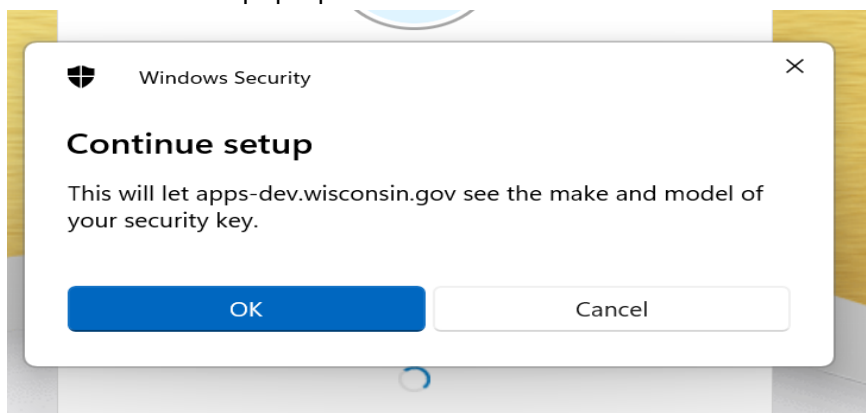 Windows Security
Continue setup
This will let apps-dev.wisconsin.gov see the make and model of
your security key.
OK
Cancel